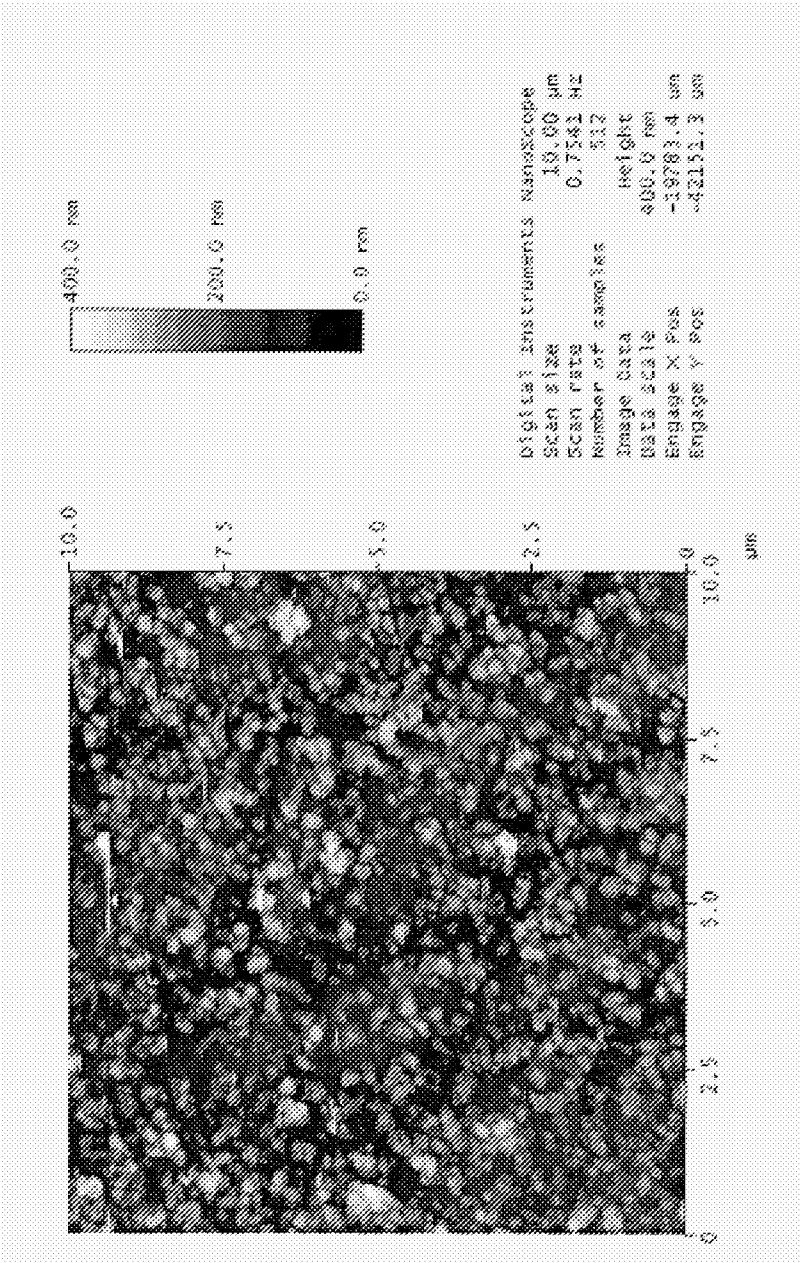 400.0 nm
200.0 nm
0.0 nm
Digital Instruments NanoScope
Scan size 10.00 µm
Scan rate 0.7541 Hz
Number of samples 512
Image Data Height
Data scale 400.0 nm
Engage X Pos -19783.4 um
Engage Y Pos -42151.3 um
10.0
7.5
5.0
2.5
0
0
2.5
5.0
7.5
10.0
µm